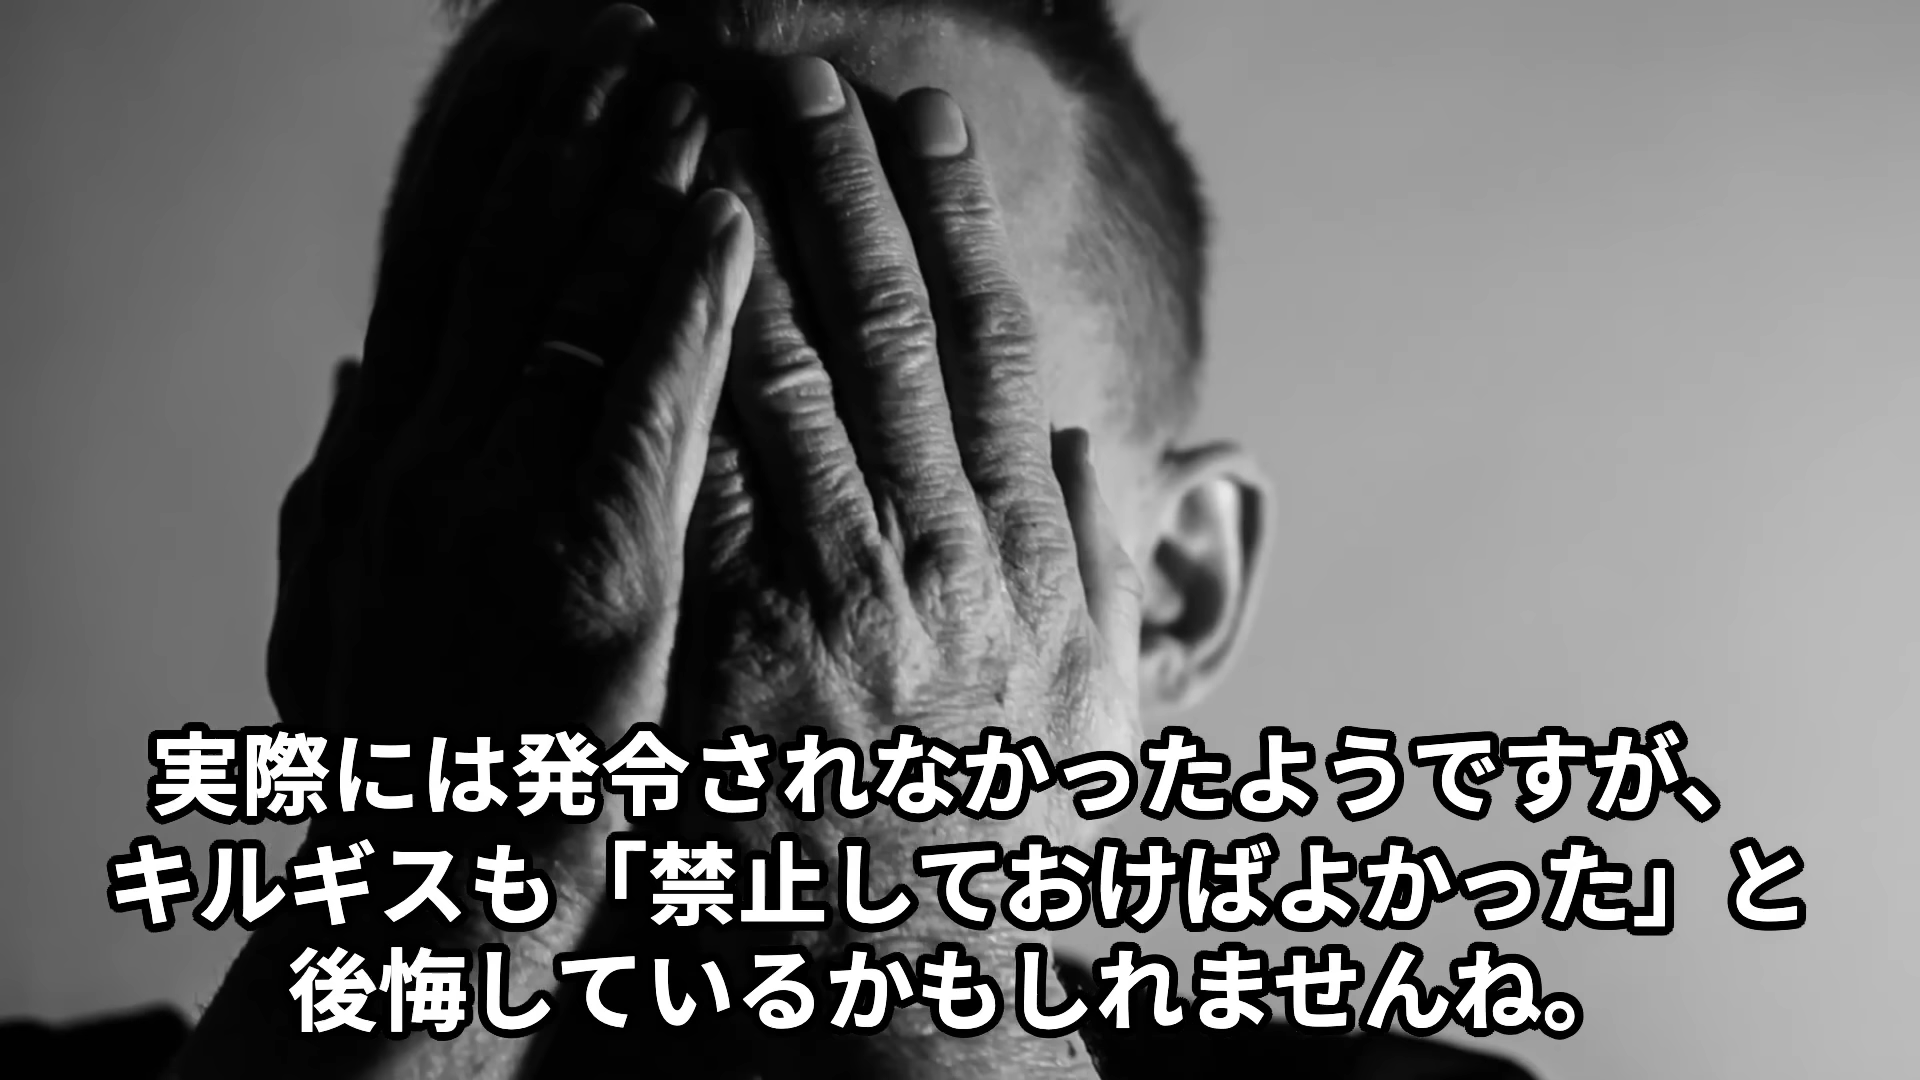 実際には発令されなかったようですが、
キルギスも「禁止しておけばよかった」と
後悔しているかもしれませんね。